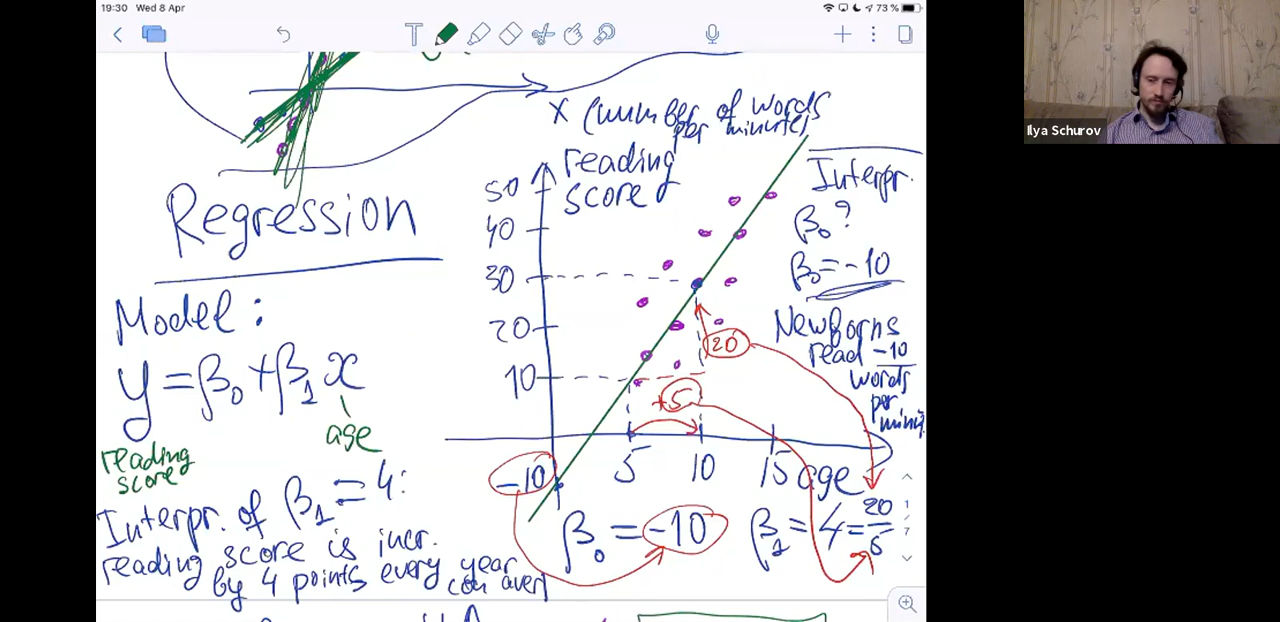 19:30 Wed 8 Apr
73 %
T
X (number of words
per minute)
Regression
Model:
y = β₀ + β₁ x
age
reading
score
Interpr. of β₁ = 4:
reading score is incr.
by 4 points every year
reading
score
50
40
30
20
10
-10
5
10
15
age
+5
20
β₀ = -10
β₁ = 4 = 20/5
Interpr.
β₀?
β₀ = -10
Newborns
read -10
words
per
min.
Ilya Schurov
1/7